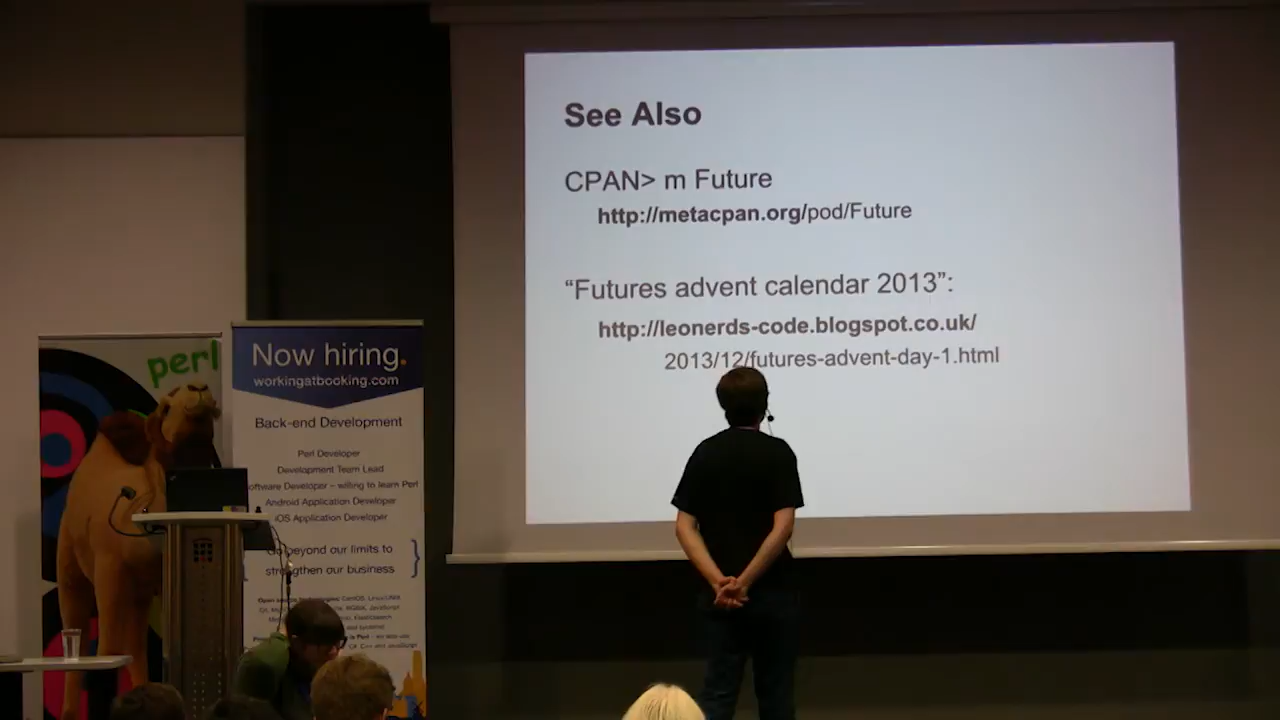 See Also
CPAN> m Future
http://metacpan.org/pod/Future
“Futures advent calendar 2013”:
http://leonerds-code.blogspot.co.uk/
2013/12/futures-advent-day-1.html
perl
Now hiring.
workingatbooking.com
Back-end Development
Perl Developer
Development Team Lead
Software Developer – willing to learn Perl
Android Application Developer
iOS Application Developer
Go beyond our limits to
strengthen our business